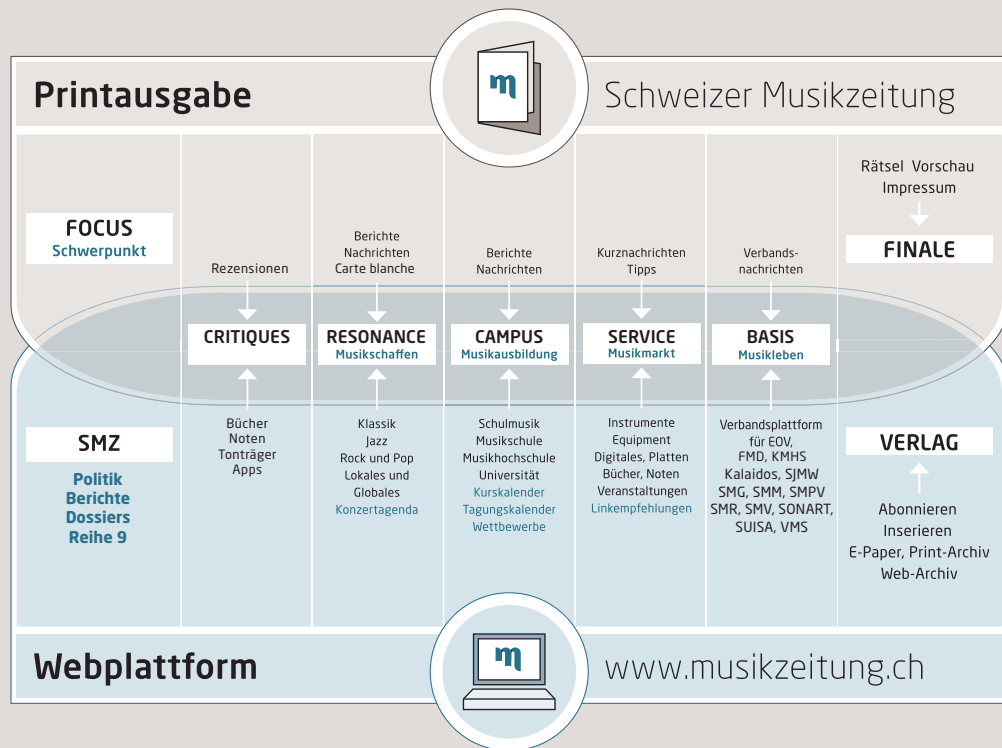 Printausgabe
m
Schweizer Musikzeitung
FOCUS
Schwerpunkt
Rezensionen
Berichte
Nachrichten
Carte blanche
Berichte
Nachrichten
Kurznachrichten
Tipps
Verbands-
nachrichten
Rätsel Vorschau
Impressum
FINALE
CRITIQUES
RESONANCE
Musikschaffen
CAMPUS
Musikausbildung
SERVICE
Musikmarkt
BASIS
Musikleben
SMZ
Politik
Berichte
Dossiers
Reihe 9
Bücher
Noten
Tonträger
Apps
Klassik
Jazz
Rock und Pop
Lokales und
Globales
Konzertagenda
Schulmusik
Musikschule
Musikhochschule
Universität
Kurskalender
Tagungskalender
Wettbewerbe
Instrumente
Equipment
Digitales, Platten
Bücher, Noten
Veranstaltungen
Linkempfehlungen
Verbandsplattform
für EOV,
FMD, KMHS
Kalaidos, SJMW
SMG, SMM, SMPV
SMR, SMV, SONART,
SUISA, VMS
VERLAG
Abonnieren
Inserieren
E-Paper, Print-Archiv
Web-Archiv
Webplattform
m
www.musikzeitung.ch